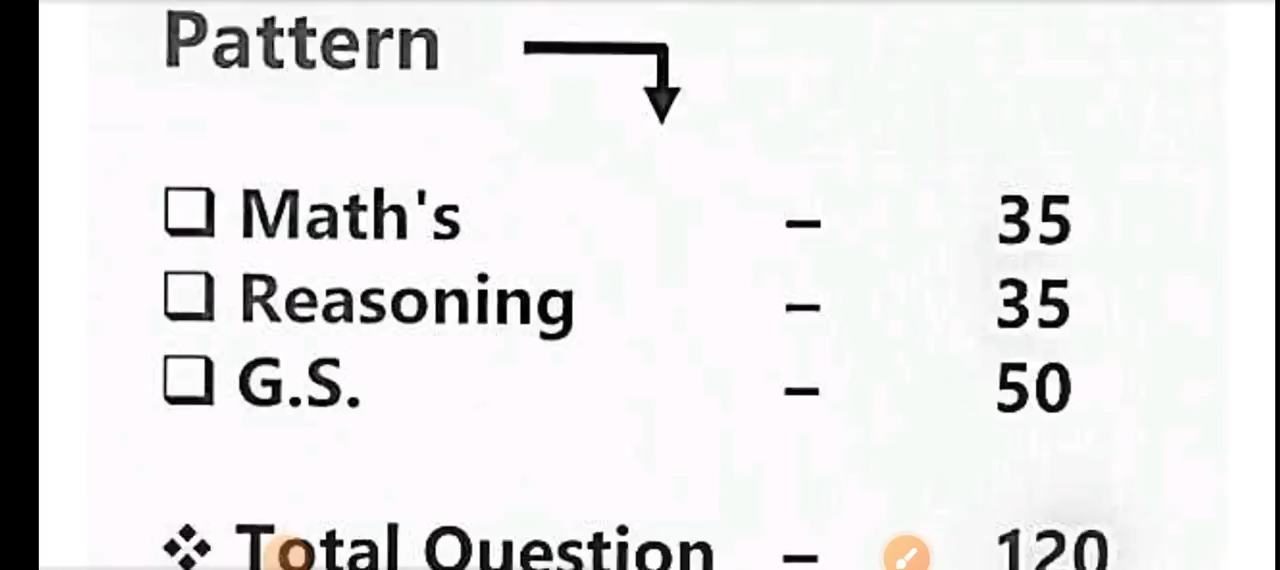 Pattern
❑ Math's – 35
❑ Reasoning – 35
❑ G.S. – 50
❖ Total Question – 120